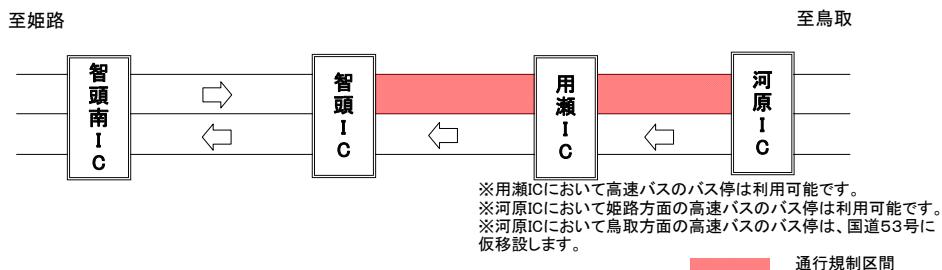 至姫路
至鳥取
智頭南IC
智頭IC
用瀬IC
河原IC
※用瀬ICにおいて高速バスのバス停は利用可能です。
※河原ICにおいて姫路方面の高速バスのバス停は利用可能です。
※河原ICにおいて鳥取方面の高速バスのバス停は、国道53号に
仮移設します。
通行規制区間